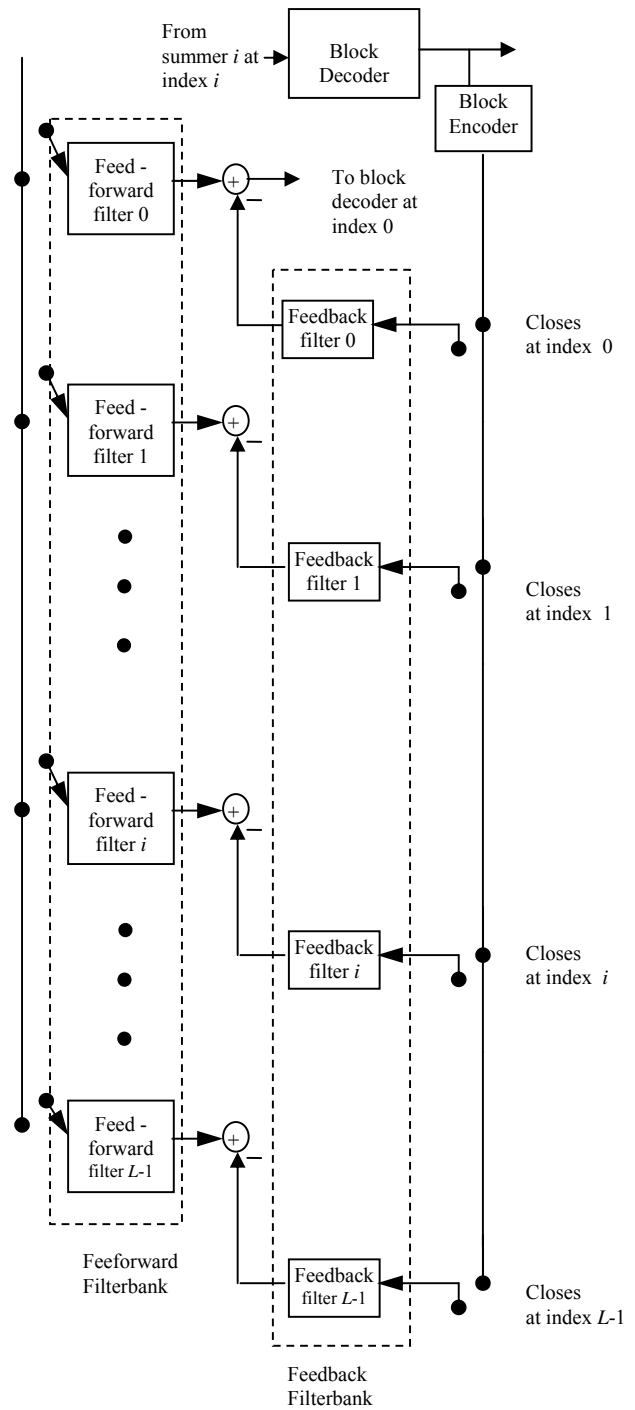 From
summer i at
index i
Block
Decoder
Block
Encoder
Feed -
forward
filter 0
+
−
To block
decoder at
index 0
Feedback
filter 0
Closes
at index 0
Feed -
forward
filter 1
+
−
Feedback
filter 1
Closes
at index 1
Feed -
forward
filter i
+
−
Feedback
filter i
Closes
at index i
Feed -
forward
filter L-1
+
−
Feedback
filter L-1
Closes
at index L-1
Feeforward
Filterbank
Feedback
Filterbank